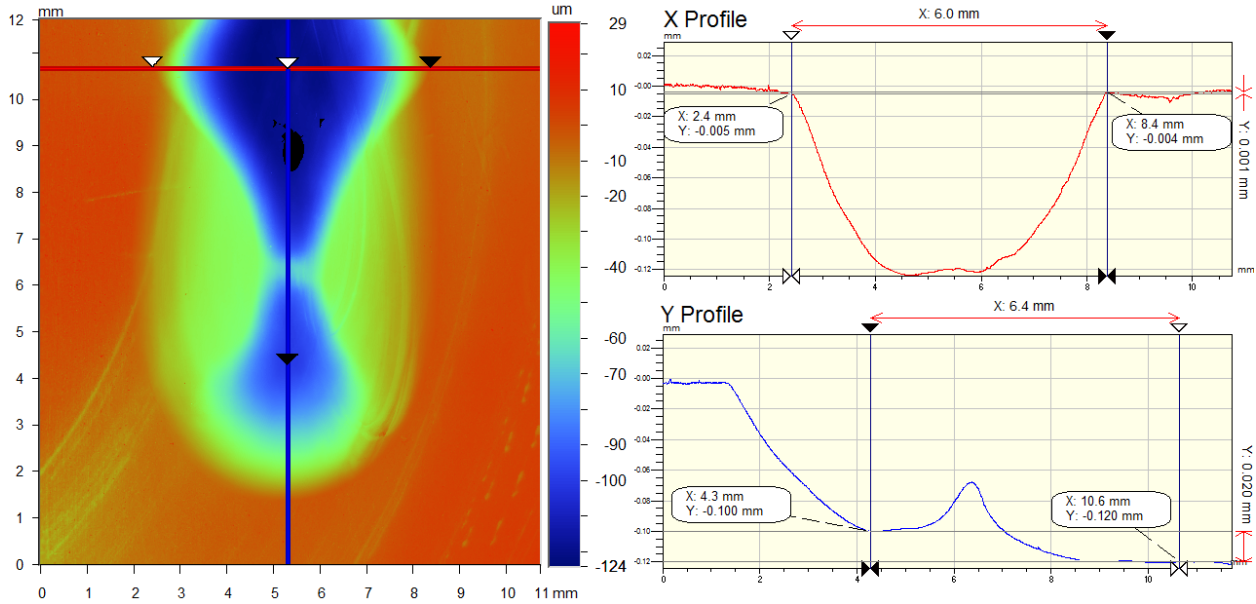 mm
12
11
10
9
8
7
6
5
4
3
2
1
0
0 1 2 3 4 5 6 7 8 9 10 11 mm
um
29
10
-10
-20
-40
-60
-70
-90
-100
-124
X Profile
mm
X: 6.0 mm
0.02
-0.00
-0.02
-0.04
-0.06
-0.08
-0.10
-0.12
X: 2.4 mm
Y: -0.005 mm
X: 8.4 mm
Y: -0.004 mm
Y: 0.001 mm
0 2 4 6 8 10 mm
Y Profile
mm
X: 6.4 mm
0.02
-0.00
-0.02
-0.04
-0.06
-0.08
-0.10
-0.12
X: 4.3 mm
Y: -0.100 mm
X: 10.6 mm
Y: -0.120 mm
Y: 0.020 mm
0 2 4 6 8 10 mm